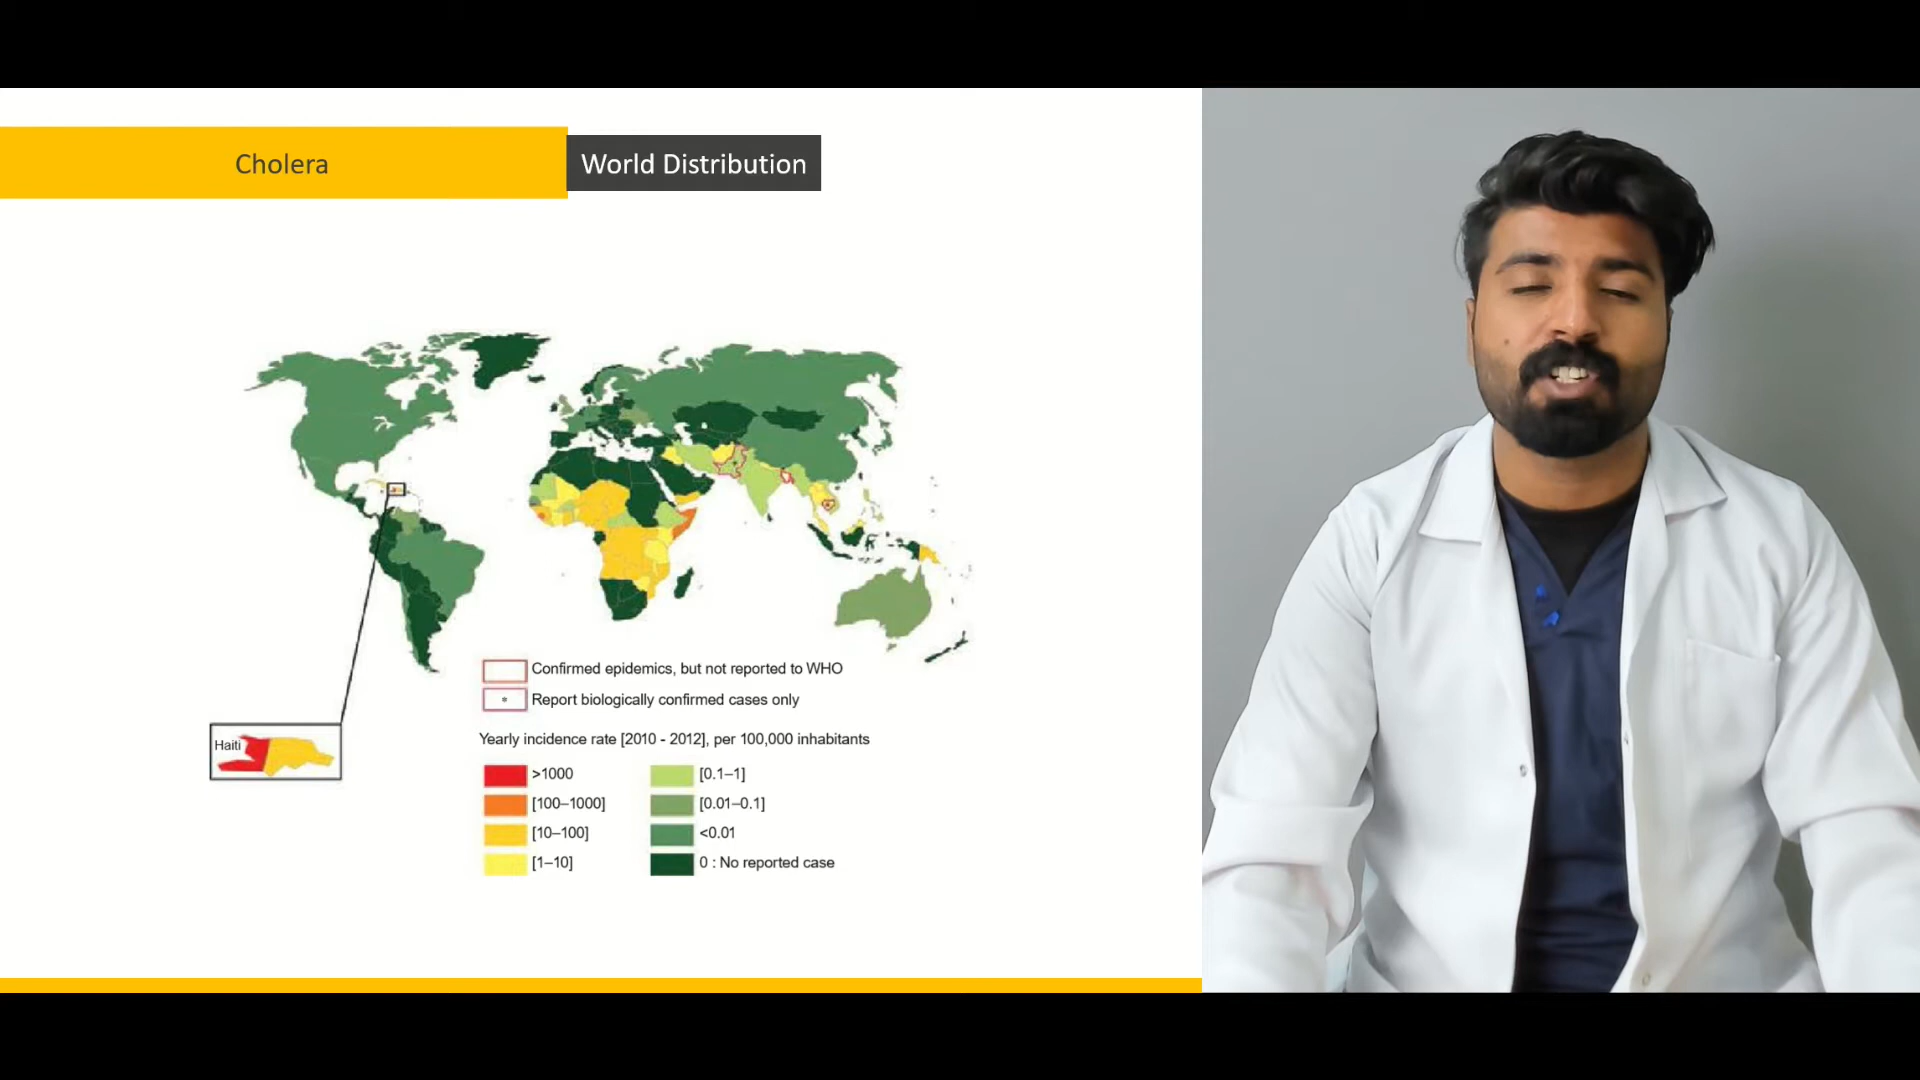 Cholera
World Distribution
Confirmed epidemics, but not reported to WHO
* Report biologically confirmed cases only
Yearly incidence rate [2010 - 2012], per 100,000 inhabitants
Haiti
>1000 [0.1–1]
[100–1000] [0.01–0.1]
[10–100] <0.01
[1–10] 0 : No reported case